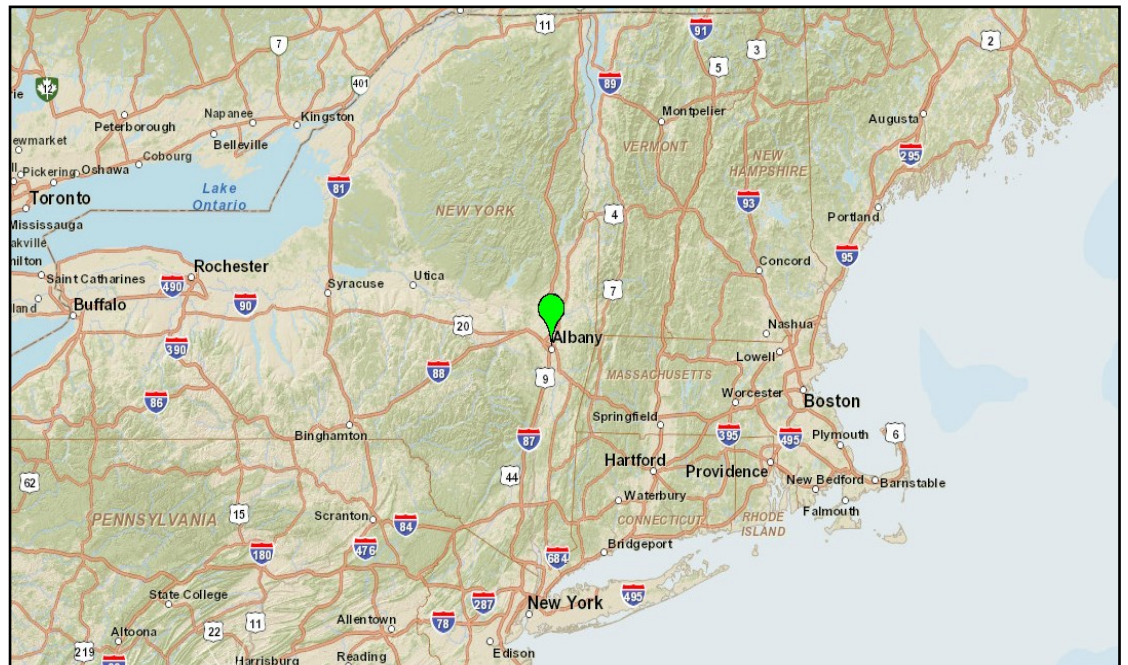 11
91
3
2
7
401
5
89
12
ie
Napanee
Kingston
Montpelier
Augusta
Peterborough
Belleville
ewmarket
VERMONT
NEW
HAMPSHIRE
295
Cobourg
Pickering
Oshawa
81
Lake
Ontario
Toronto
93
NEW YORK
4
Portland
Mississauga
akville
95
milton
Saint Catharines
Rochester
Utica
Concord
490
Syracuse
7
land
Buffalo
90
20
Nashua
Albany
390
Lowell
88
9
MASSACHUSETTS
86
Worcester
Boston
Springfield
Binghamton
87
395
495
Plymouth
6
Hartford
Providence
62
44
New Bedford
Barnstable
Waterbury
Falmouth
PENNSYLVANIA
15
Scranton
84
CONNECTICUT
RHODE
ISLAND
180
476
684
Bridgeport
State College
287
New York
495
Allentown
78
Altoona
22
11
219
Harrisburg
Reading
Edison